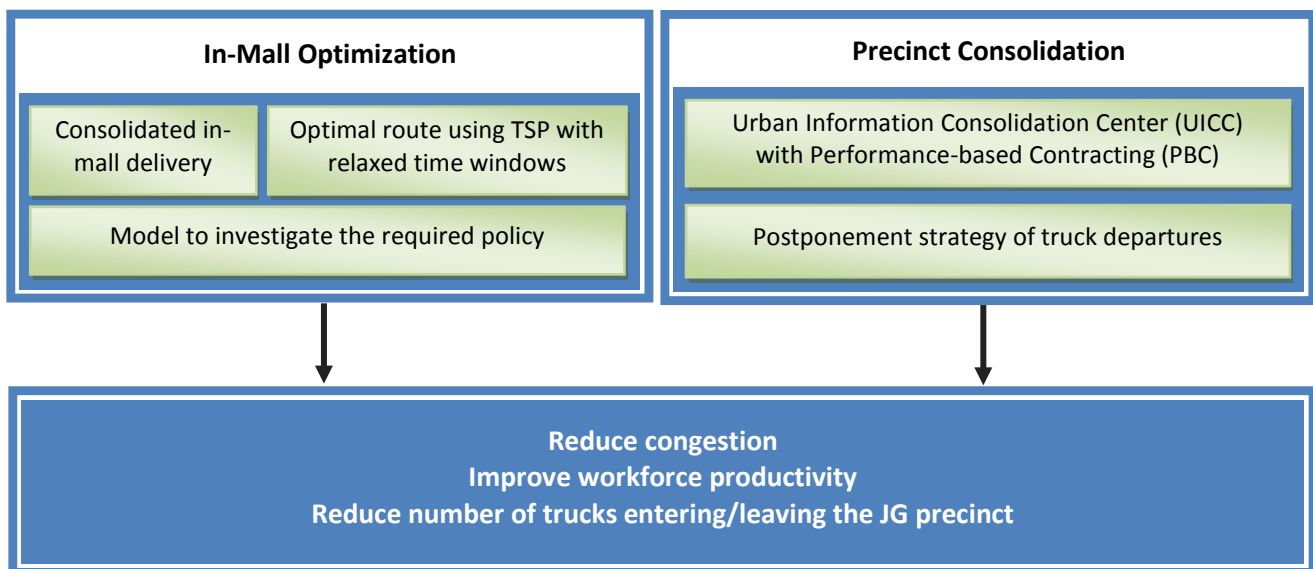 In-Mall Optimization
Consolidated in-
mall delivery
Optimal route using TSP with
relaxed time windows
Model to investigate the required policy
Precinct Consolidation
Urban Information Consolidation Center (UICC)
with Performance-based Contracting (PBC)
Postponement strategy of truck departures
Reduce congestion
Improve workforce productivity
Reduce number of trucks entering/leaving the JG precinct